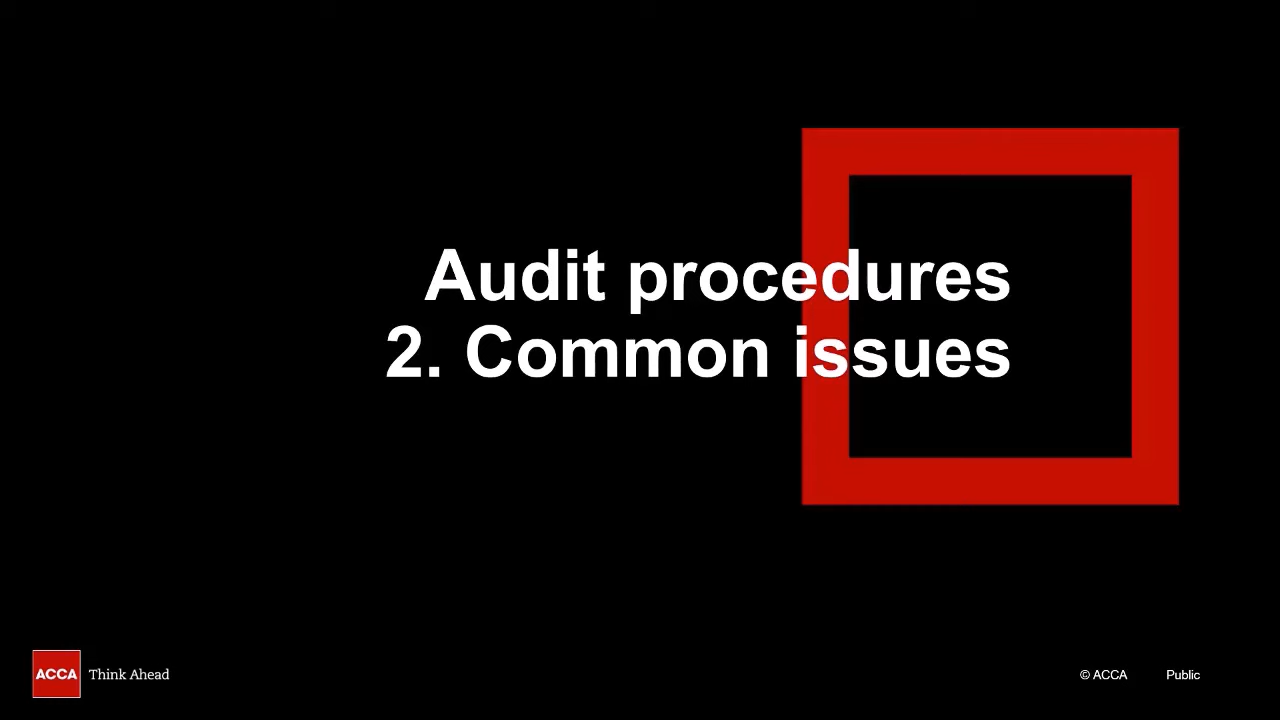 Audit procedures
2. Common issues
ACCA Think Ahead
© ACCA Public